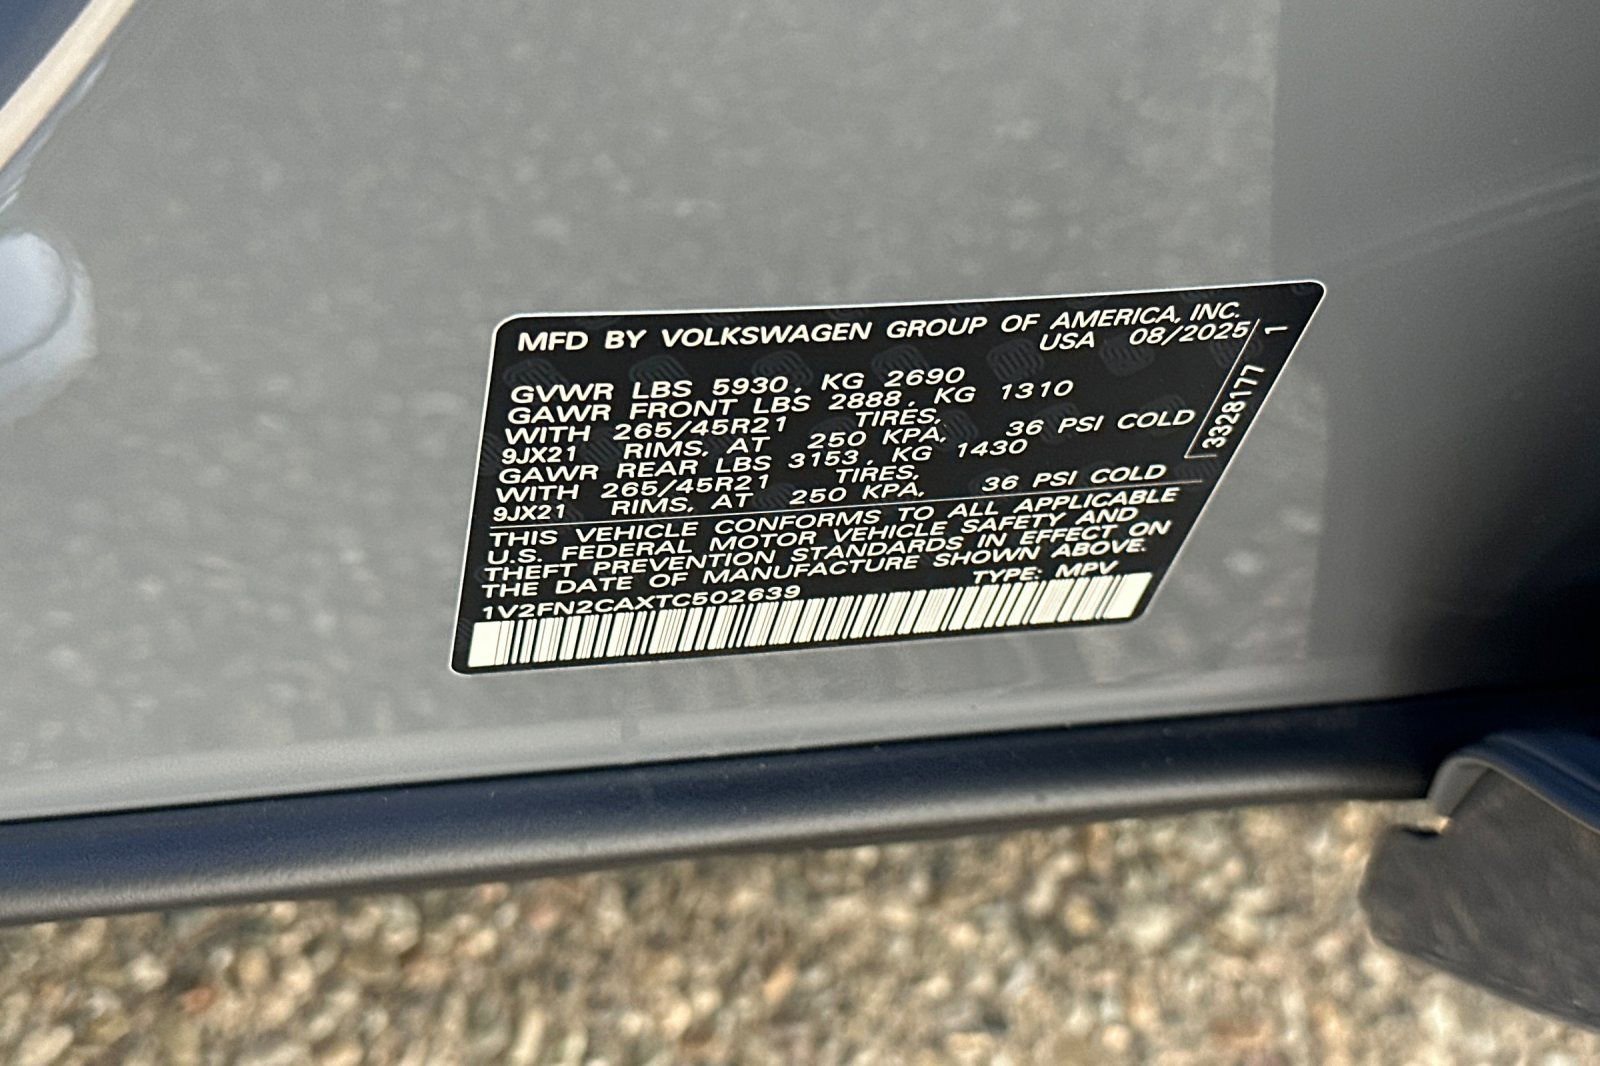 MFD BY VOLKSWAGEN GROUP OF AMERICA, INC.
USA 08/2025
GVWR LBS 5930, KG 2690
GAWR FRONT LBS 2888, KG 1310
WITH 265/45R21 TIRES,
9JX21 RIMS, AT 250 KPA, 36 PSI COLD
GAWR REAR LBS 3153, KG 1430
WITH 265/45R21 TIRES,
9JX21 RIMS, AT 250 KPA, 36 PSI COLD
3328177 1
THIS VEHICLE CONFORMS TO ALL APPLICABLE
U.S. FEDERAL MOTOR VEHICLE SAFETY AND
THEFT PREVENTION STANDARDS IN EFFECT ON
THE DATE OF MANUFACTURE SHOWN ABOVE.
1V2FN2CAXTC502639 TYPE: MPV